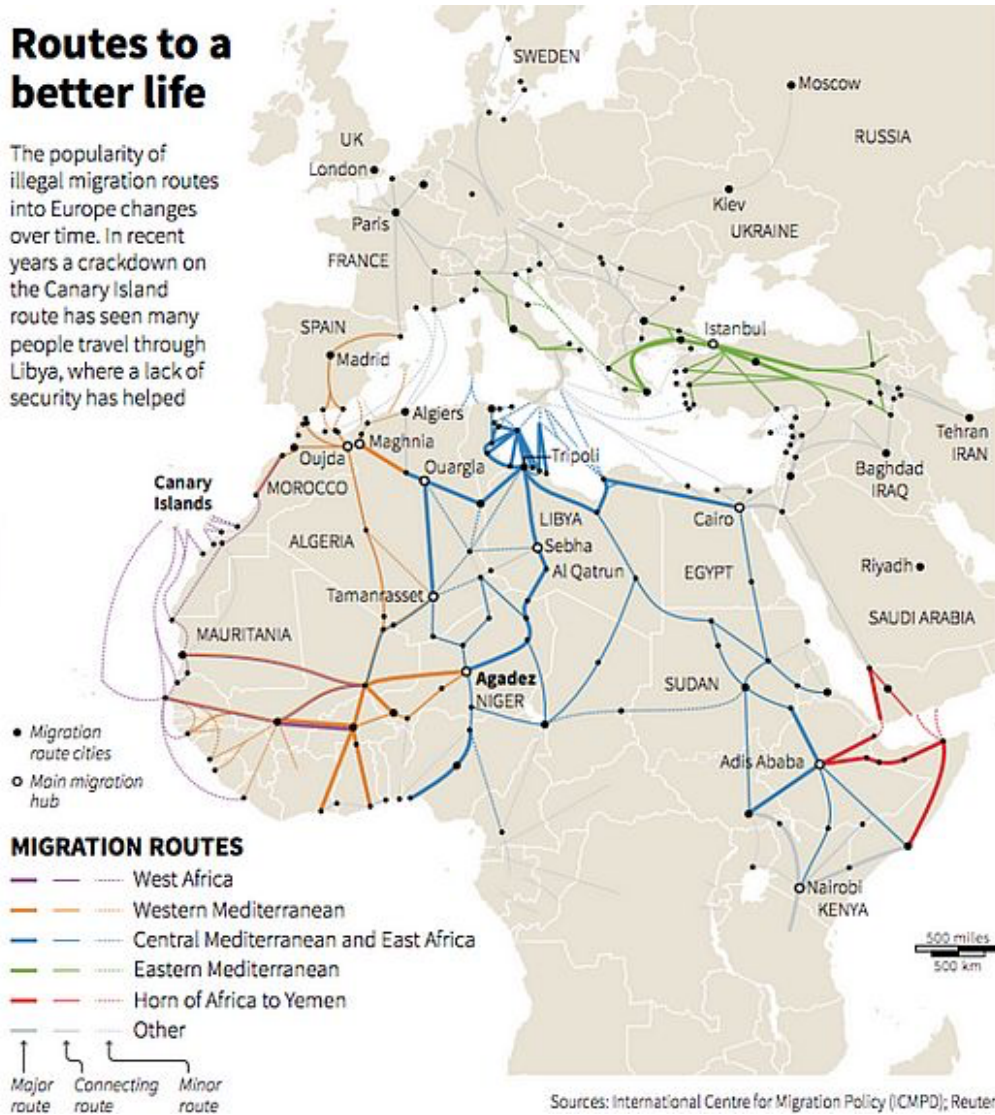 Routes to a
better life
The popularity of
illegal migration routes
into Europe changes
over time. In recent
years a crackdown on
the Canary Island
route has seen many
people travel through
Libya, where a lack of
security has helped
SWEDEN
Moscow
RUSSIA
UK
London
Kiev
UKRAINE
Paris
FRANCE
SPAIN
Madrid
Istanbul
Algiers
Maghnia
Oujda
Ouargla
Tripoli
Tehran
IRAN
Baghdad
IRAQ
Canary
Islands
MOROCCO
LIBYA
Cairo
ALGERIA
Sebha
Al Qatrun
EGYPT
Riyadh
Tamanrasset
SAUDI ARABIA
MAURITANIA
Agadez
NIGER
SUDAN
Adis Ababa
Nairobi
KENYA
Migration
route cities
Main migration
hub
MIGRATION ROUTES
West Africa
Western Mediterranean
Central Mediterranean and East Africa
Eastern Mediterranean
Horn of Africa to Yemen
Other
Major
route
Connecting
route
Minor
route
500 miles
500 km
Sources: International Centre for Migration Policy (ICMPD); Reuter